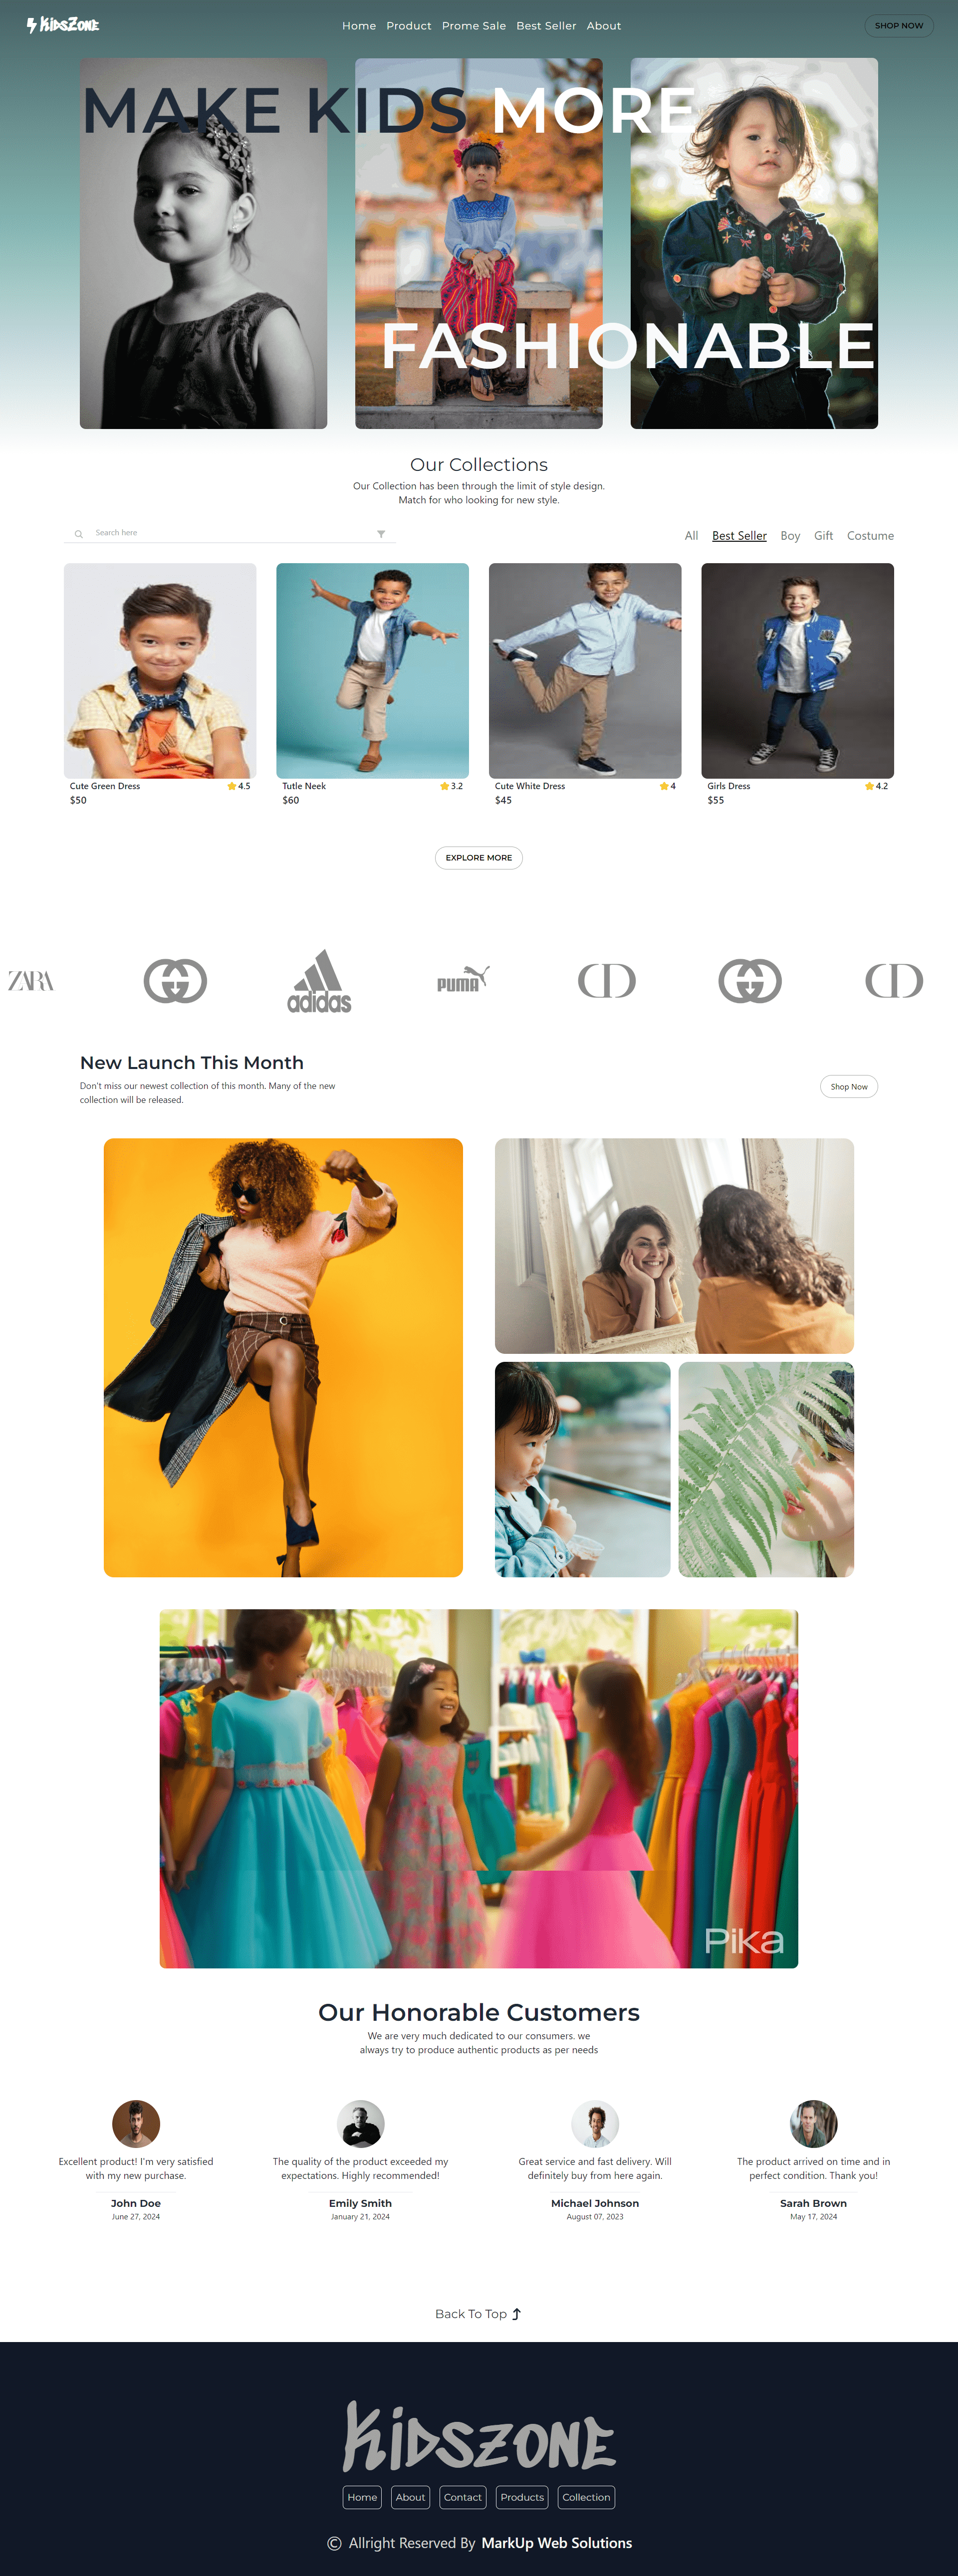 KiDSZONE
Home Product Prome Sale Best Seller About
SHOP NOW
MAKE KIDS MORE
FASHIONABLE
Our Collections
Our Collection has been through the limit of style design.
Match for who looking for new style.
Search here
All Best Seller Boy Gift Costume
Cute Green Dress 4.5
$50
Tutle Neek 3.2
$60
Cute White Dress 4
$45
Girls Dress 4.2
$55
EXPLORE MORE
ZARA
adidas
PUMA
New Launch This Month
Don't miss our newest collection of this month. Many of the new
collection will be released.
Shop Now
Pika
Our Honorable Customers
We are very much dedicated to our consumers. we
always try to produce authentic products as per needs
Excellent product! I'm very satisfied
with my new purchase.
John Doe
June 27, 2024
The quality of the product exceeded my
expectations. Highly recommended!
Emily Smith
January 21, 2024
Great service and fast delivery. Will
definitely buy from here again.
Michael Johnson
August 07, 2023
The product arrived on time and in
perfect condition. Thank you!
Sarah Brown
May 17, 2024
Back To Top
KiDSZONE
Home About Contact Products Collection
© Allright Reserved By MarkUp Web Solutions